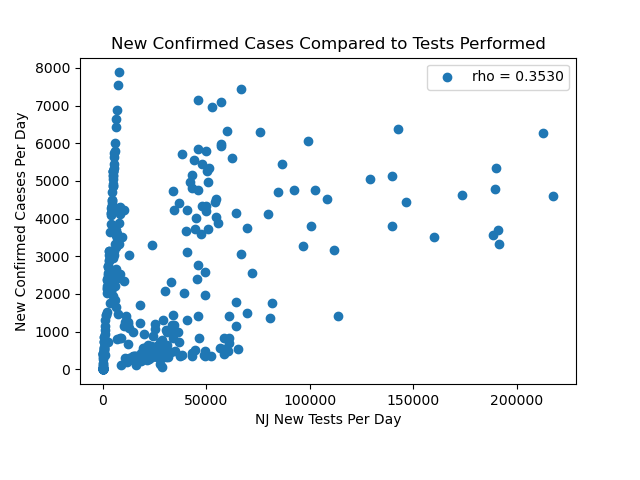 New Confirmed Cases Compared to Tests Performed
rho = 0.3530
New Confirmed Caeses Per Day
8000
7000
6000
5000
4000
3000
2000
1000
0
0 50000 100000 150000 200000
NJ New Tests Per Day